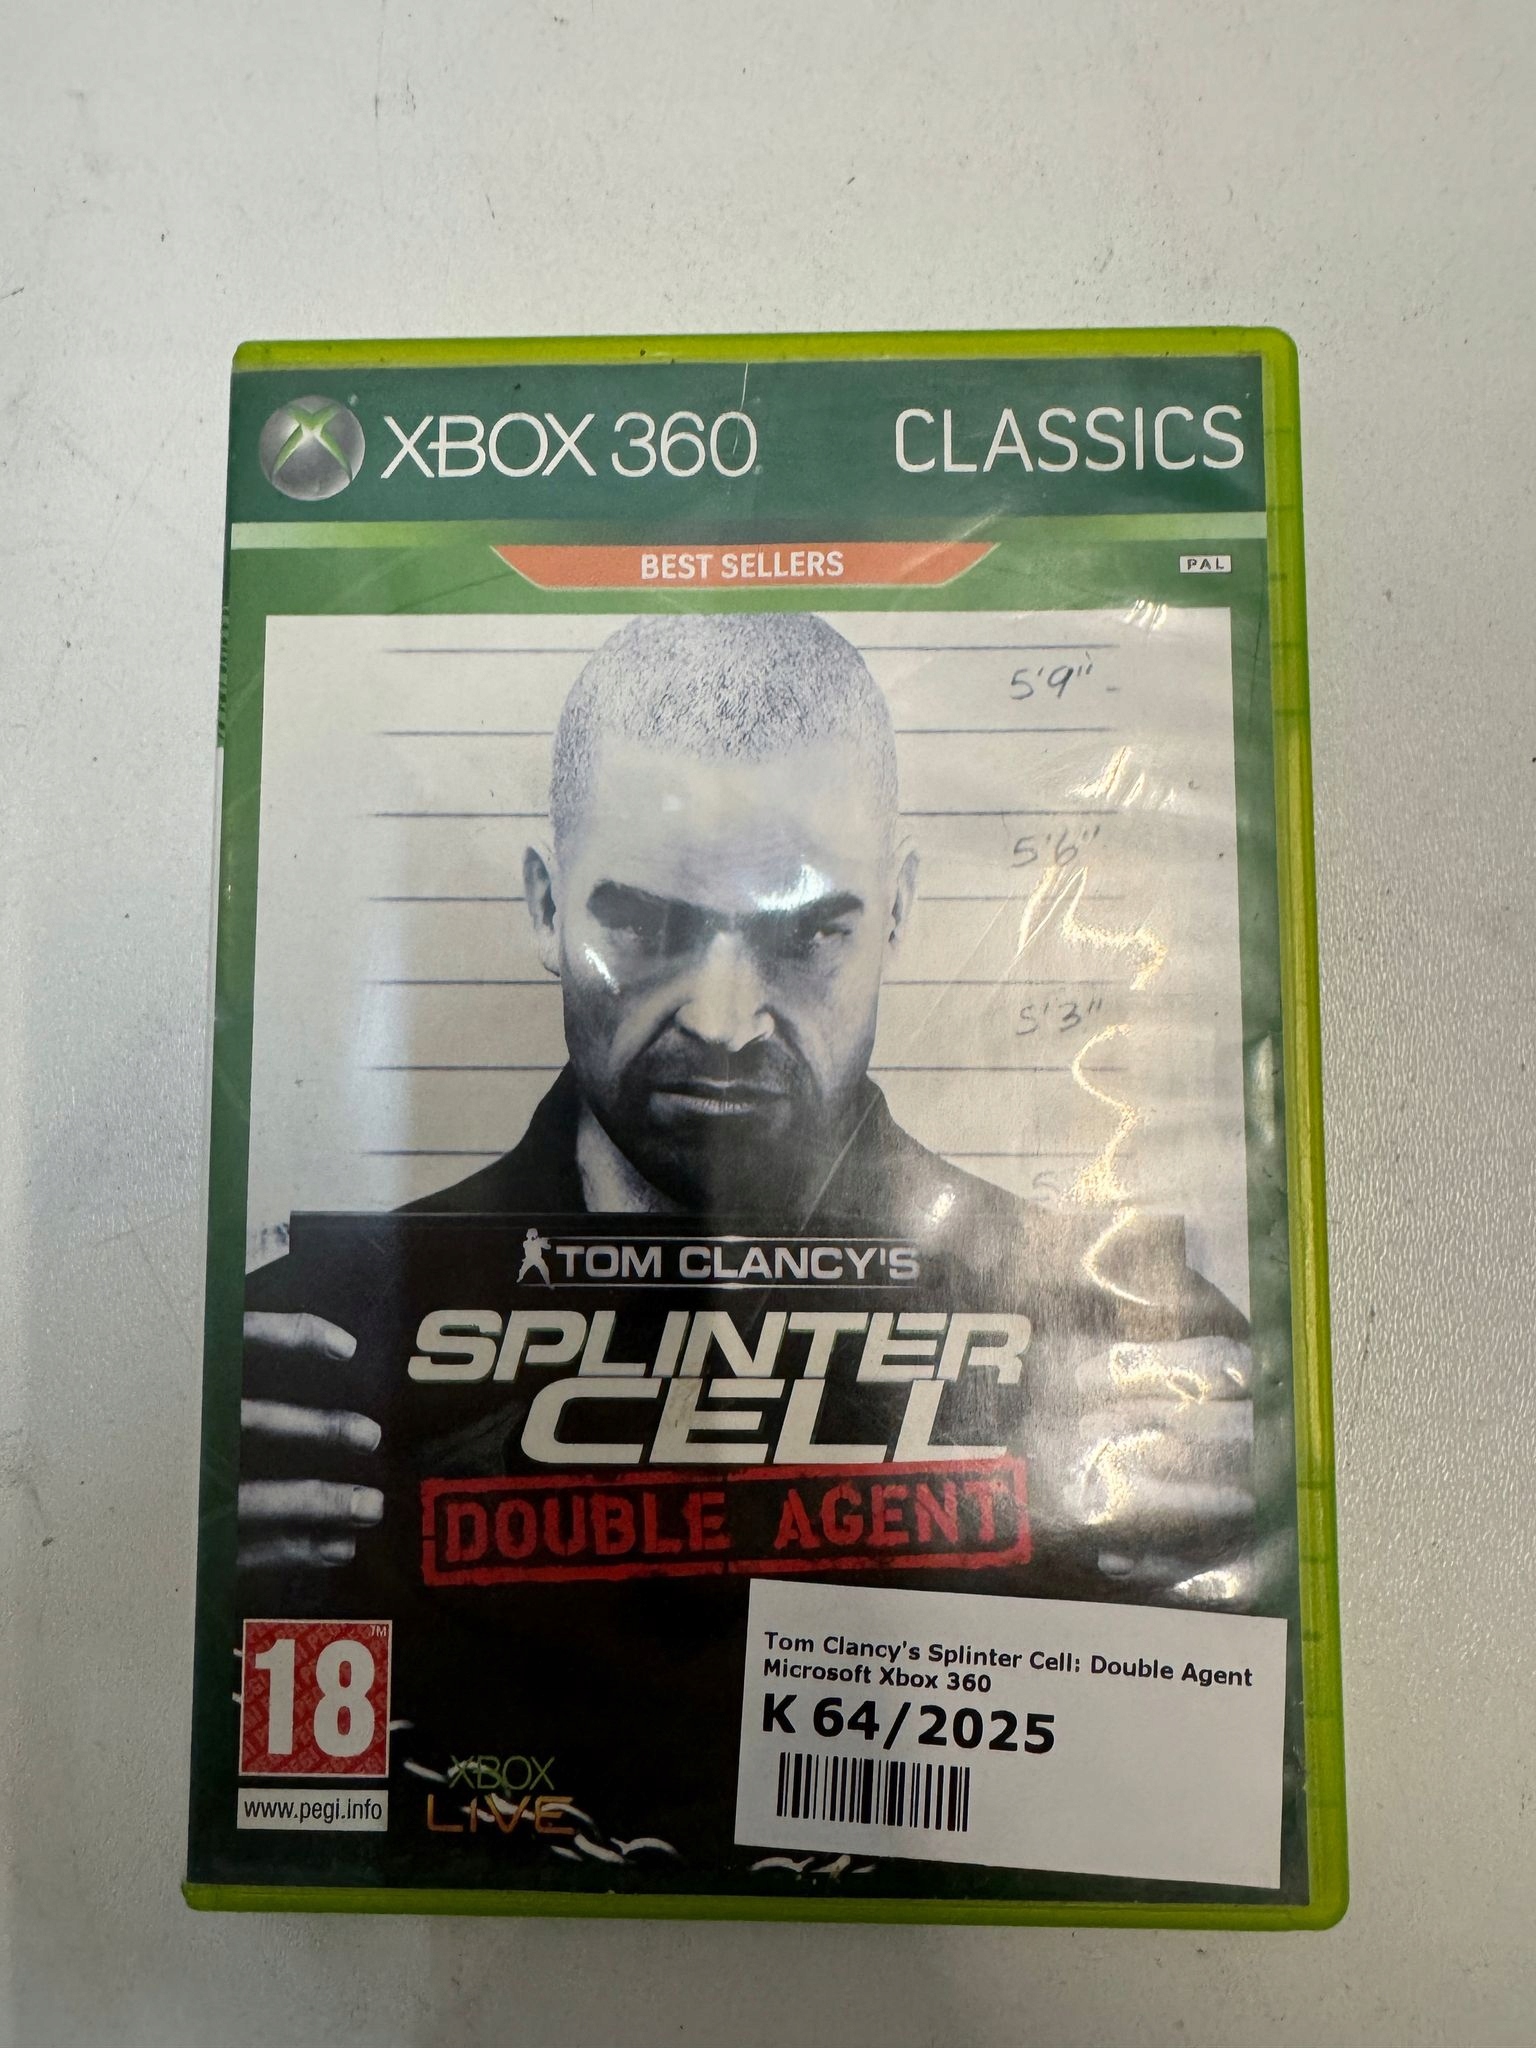 XBOX 360 CLASSICS
BEST SELLERS
PAL
5'9"
5'6"
5'3"
TOM CLANCY'S
SPLINTER
CELL
DOUBLE AGENT
18
TM
www.pegi.info
XBOX
LIVE
Tom Clancy's Splinter Cell: Double Agent
Microsoft Xbox 360
K 64/2025